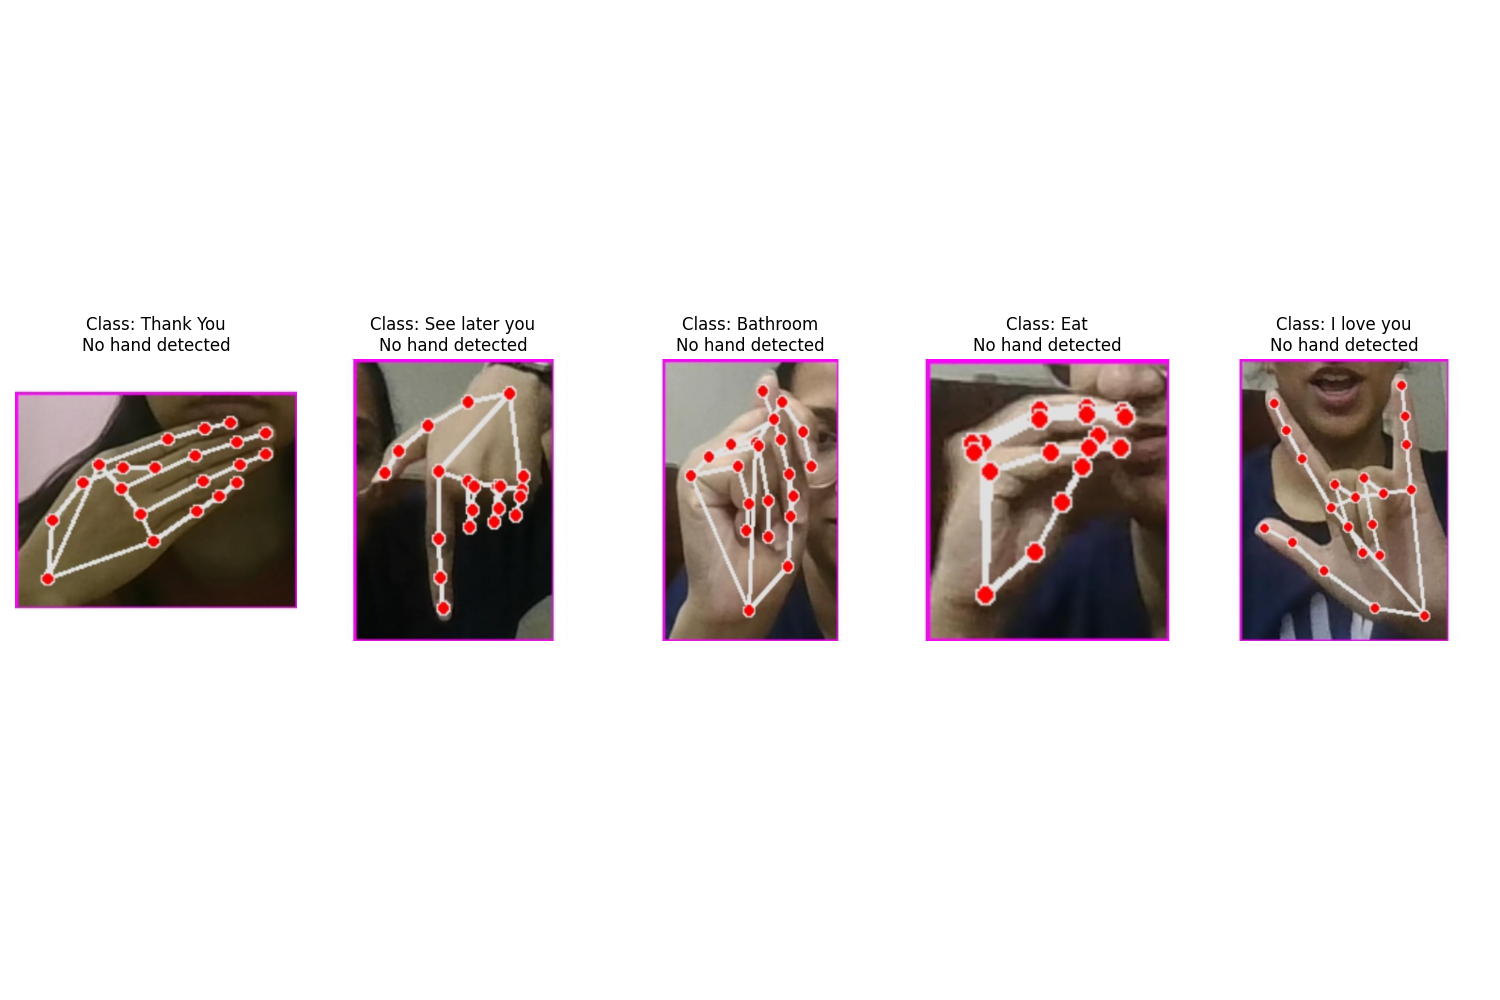 Class: Thank You
No hand detected
Class: See later you
No hand detected
Class: Bathroom
No hand detected
Class: Eat
No hand detected
Class: I love you
No hand detected